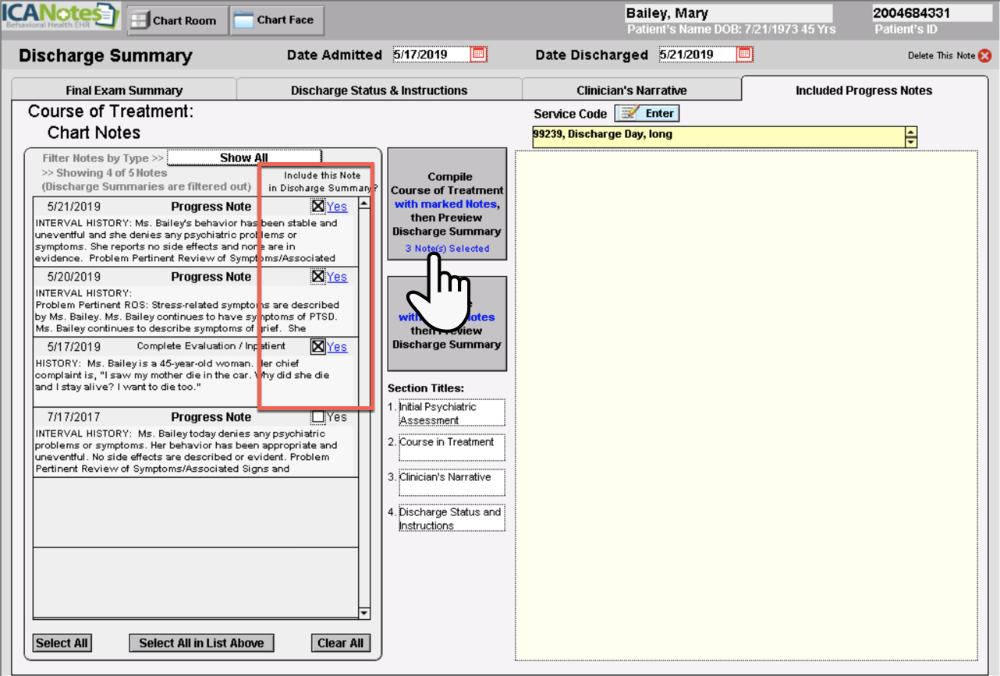 ICANotes
Behavioral Health EHR
Chart Room
Chart Face
Bailey, Mary
Patient's Name DOB: 7/21/1973 45 Yrs
2004684331
Patient's ID
Discharge Summary
Date Admitted 5/17/2019
Date Discharged 5/21/2019
Delete This Note
Final Exam Summary
Discharge Status & Instructions
Clinician's Narrative
Included Progress Notes
Course of Treatment:
Chart Notes
Filter Notes by Type >> Show All
>> Showing 4 of 5 Notes
(Discharge Summaries are filtered out)
Include this Note
in Discharge Summary?
5/21/2019 Progress Note Yes
INTERVAL HISTORY: Ms. Bailey's behavior has been stable and
uneventful and she denies any psychiatric problems or
symptoms. She reports no side effects and none are in
evidence. Problem Pertinent Review of Symptoms/Associated
5/20/2019 Progress Note Yes
INTERVAL HISTORY:
Problem Pertinent ROS: Stress-related symptoms are described
by Ms. Bailey. Ms. Bailey continues to have symptoms of PTSD.
Ms. Bailey continues to describe symptoms of grief. She
5/17/2019 Complete Evaluation / Inpatient Yes
HISTORY: Ms. Bailey is a 45-year-old woman. Her chief
complaint is, "I saw my mother die in the car. Why did she die
and I stay alive? I want to die too."
7/17/2017 Progress Note Yes
INTERVAL HISTORY: Ms. Bailey today denies any psychiatric
problems or symptoms. Her behavior has been appropriate and
uneventful. No side effects are described or evident. Problem
Pertinent Review of Symptoms/Associated Signs and
Select All
Select All in List Above
Clear All
Compile
Course of Treatment
with marked Notes,
then Preview
Discharge Summary
3 Note(s) Selected
with
then Preview
Discharge Summary
Section Titles:
1. Initial Psychiatric
Assessment
2. Course in Treatment
3. Clinician's Narrative
4. Discharge Status and
Instructions
Service Code Enter
99239, Discharge Day, long